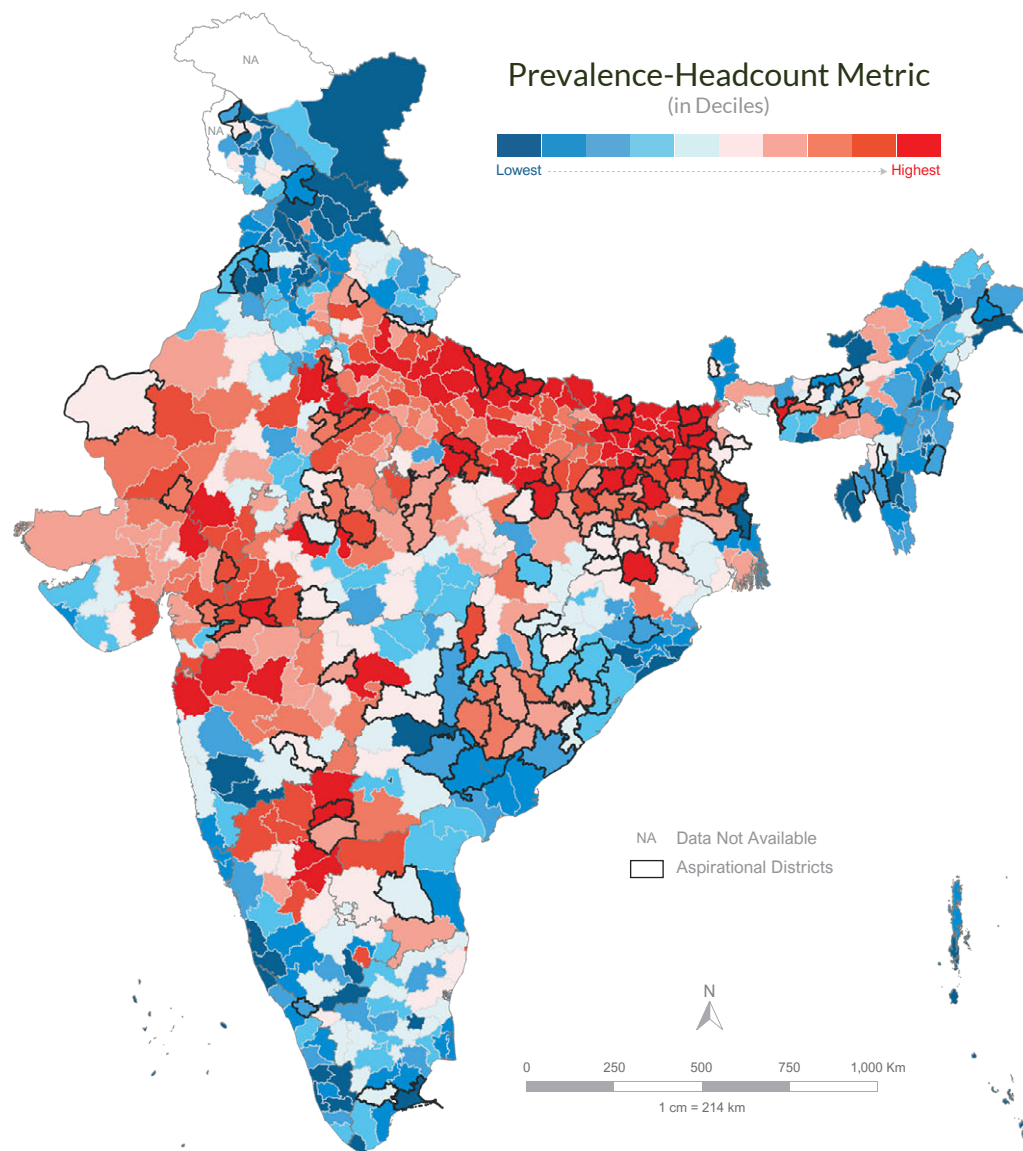 NA
Prevalence-Headcount Metric
(in Deciles)
NA
Lowest
Highest
NA Data Not Available
Aspirational Districts
N
0 250 500 750 1,000 Km
1 cm = 214 km